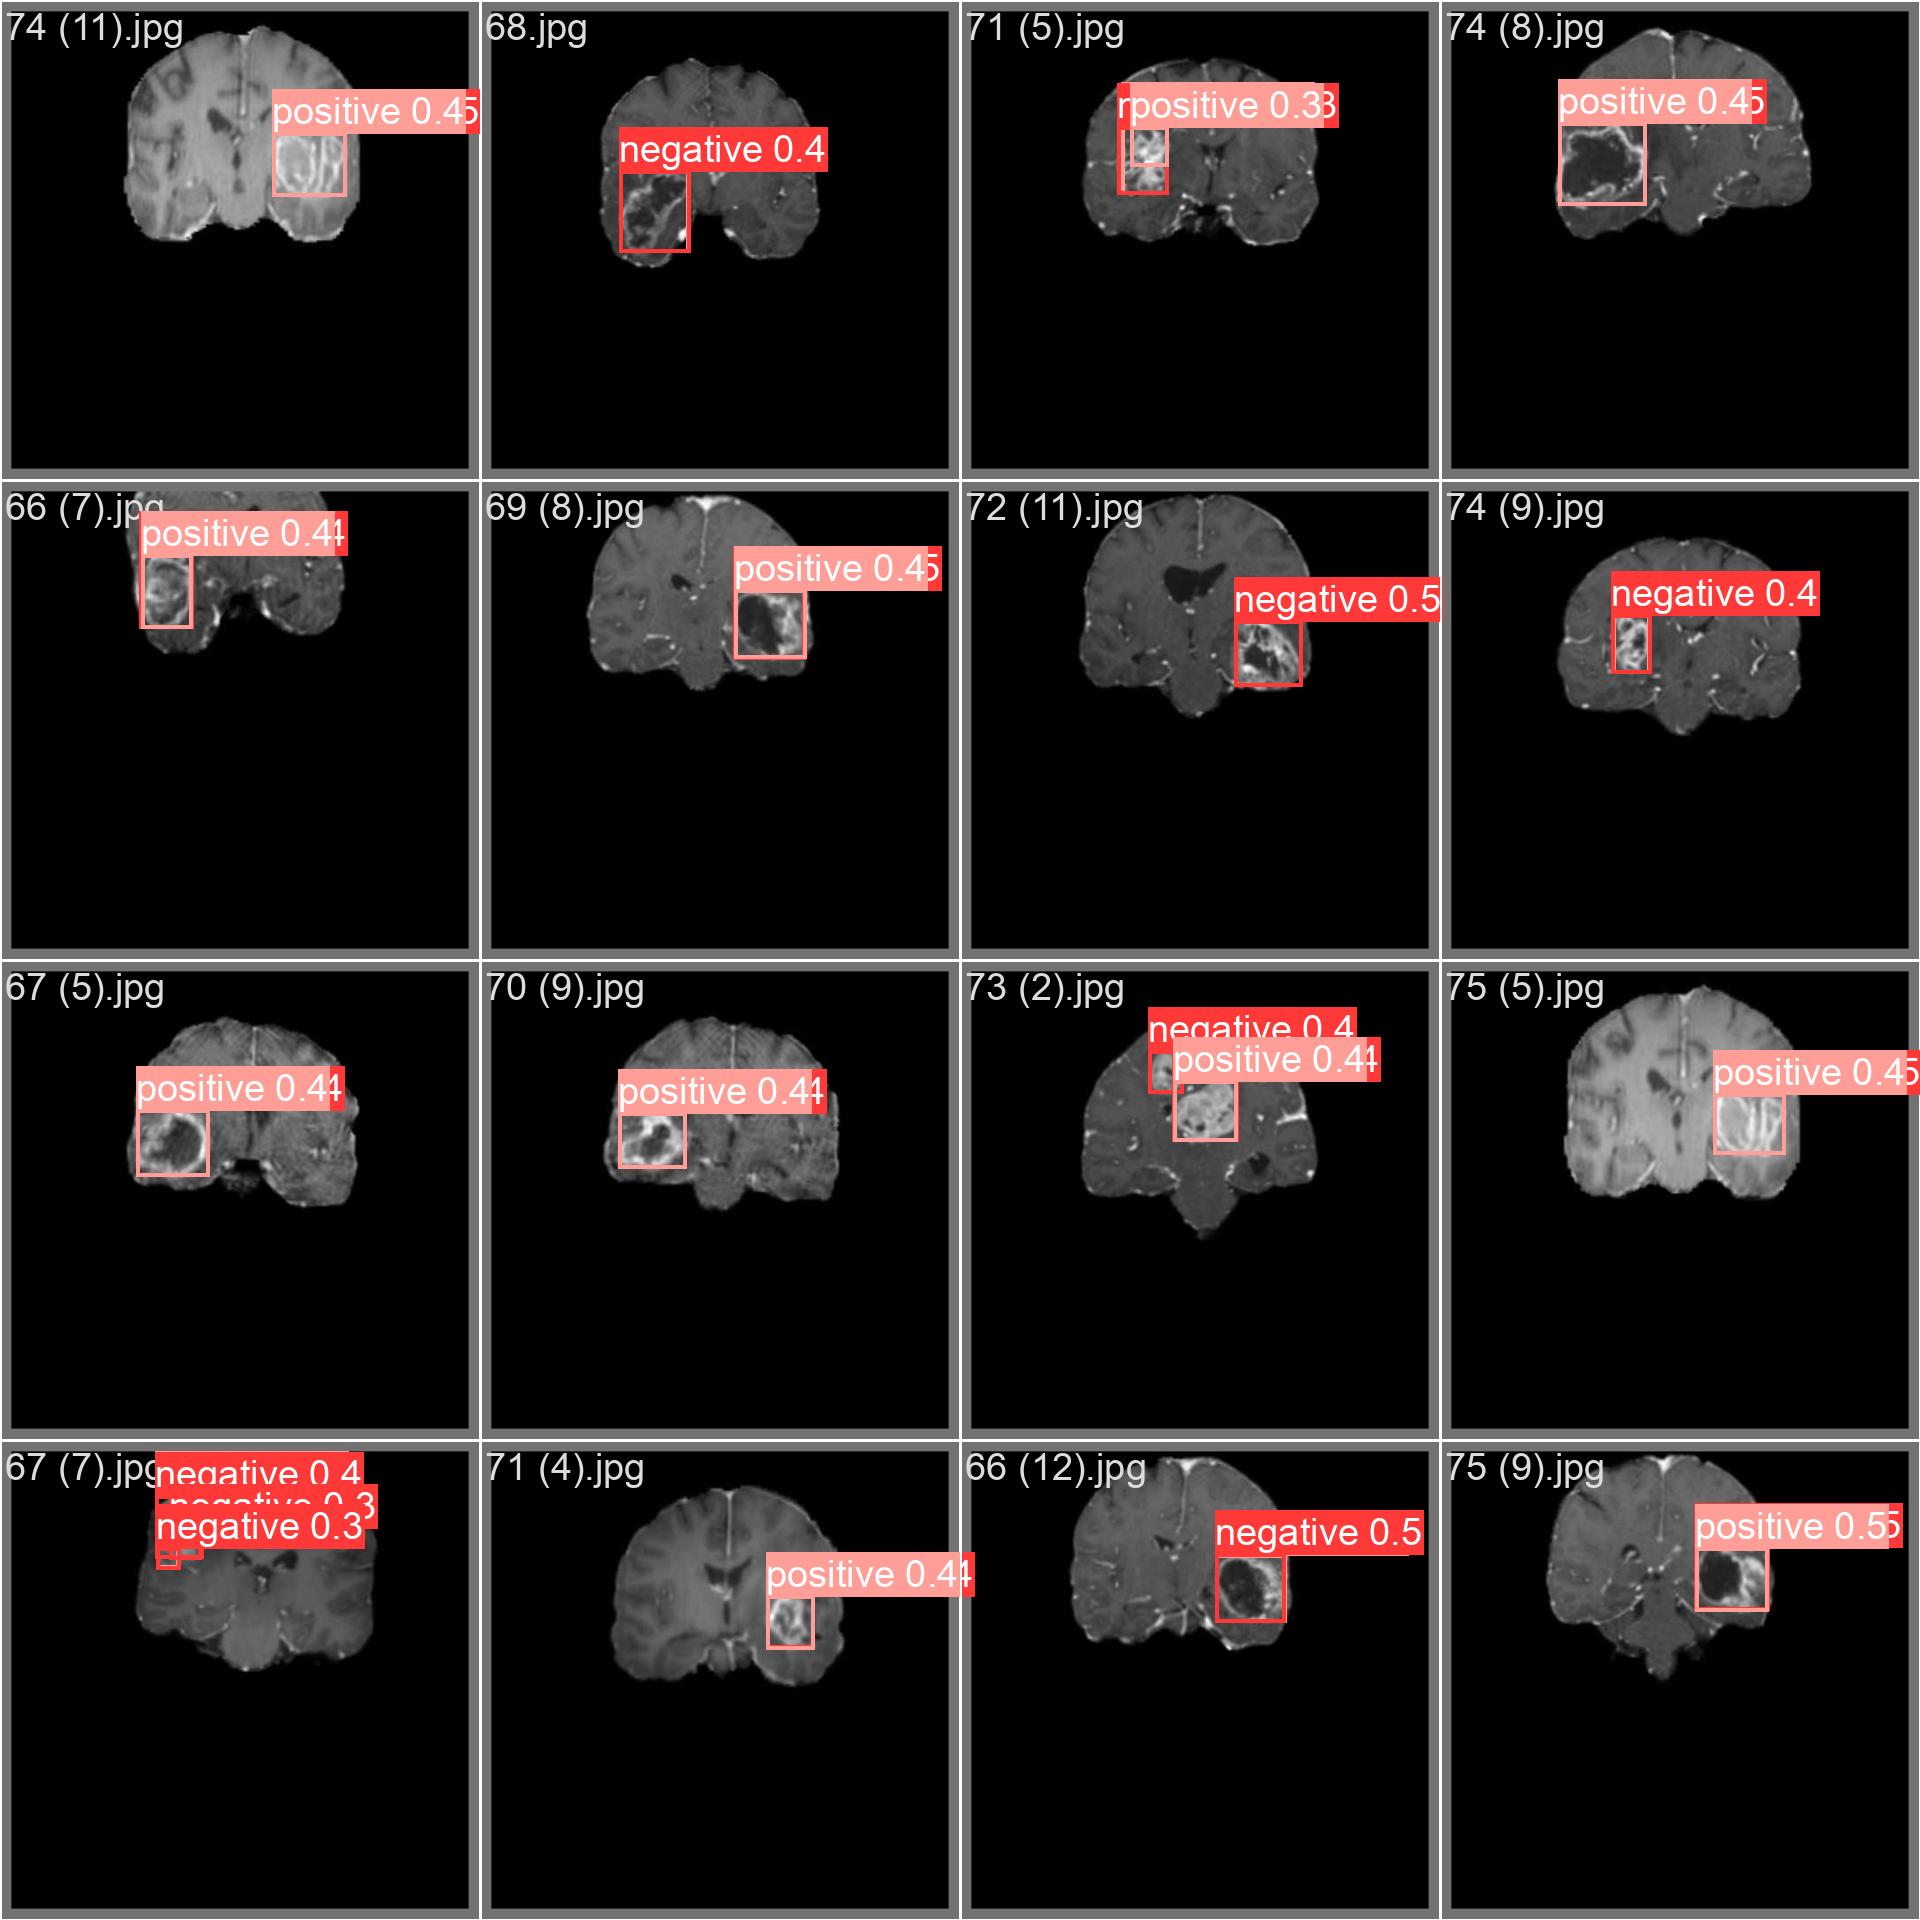 74 (11).jpg
positive 0.45
68.jpg
negative 0.4
71 (5).jpg
positive 0.33
74 (8).jpg
positive 0.45
66 (7).jpg
positive 0.44
69 (8).jpg
positive 0.45
72 (11).jpg
negative 0.5
74 (9).jpg
negative 0.4
67 (5).jpg
positive 0.44
70 (9).jpg
positive 0.44
73 (2).jpg
negative 0.4
positive 0.44
75 (5).jpg
positive 0.45
67 (7).jpg
negative 0.4
negative 0.3
negative 0.3
71 (4).jpg
positive 0.44
66 (12).jpg
negative 0.5
75 (9).jpg
positive 0.55